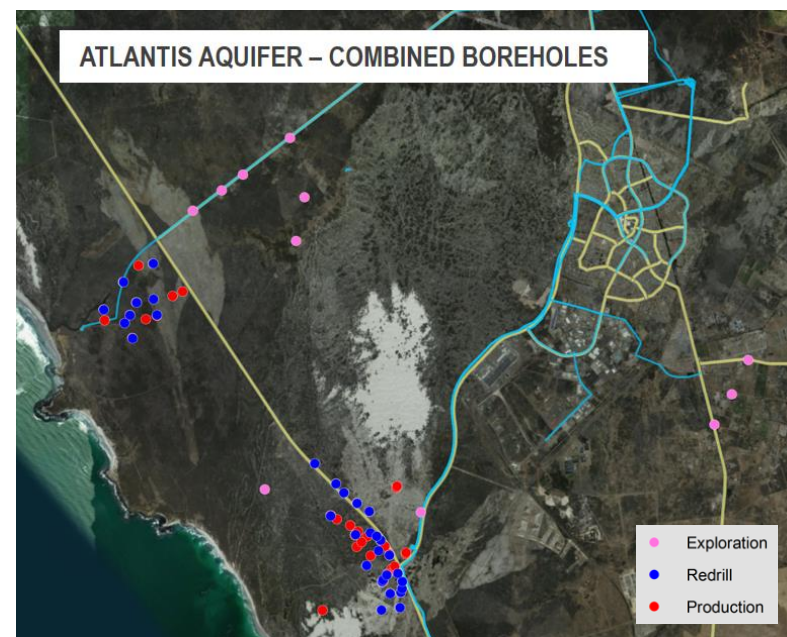 ATLANTIS AQUIFER – COMBINED BOREHOLES
Exploration
Redrill
Production